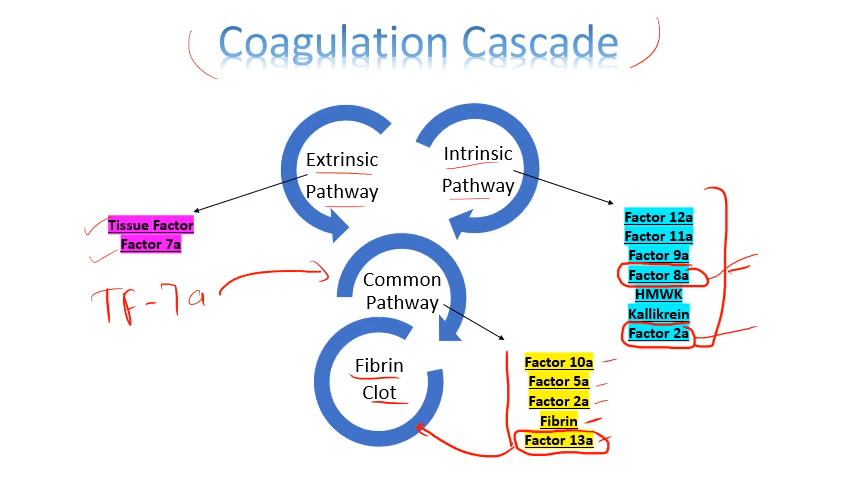 Coagulation Cascade
Extrinsic
Pathway
Intrinsic
Pathway
Tissue Factor
Factor 7a
TF-7a
Common
Pathway
Factor 12a
Factor 11a
Factor 9a
Factor 8a
HMWK
Kallikrein
Factor 2a
Fibrin
Clot
Factor 10a
Factor 5a
Factor 2a
Fibrin
Factor 13a